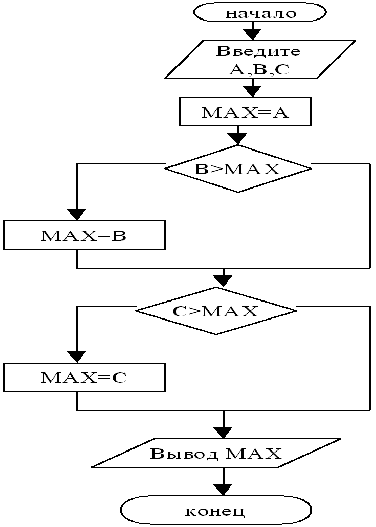 начало
Введите
A,B,C
MAX=A
B>MAX
MAX=B
C>MAX
MAX=C
Вывод MAX
конец